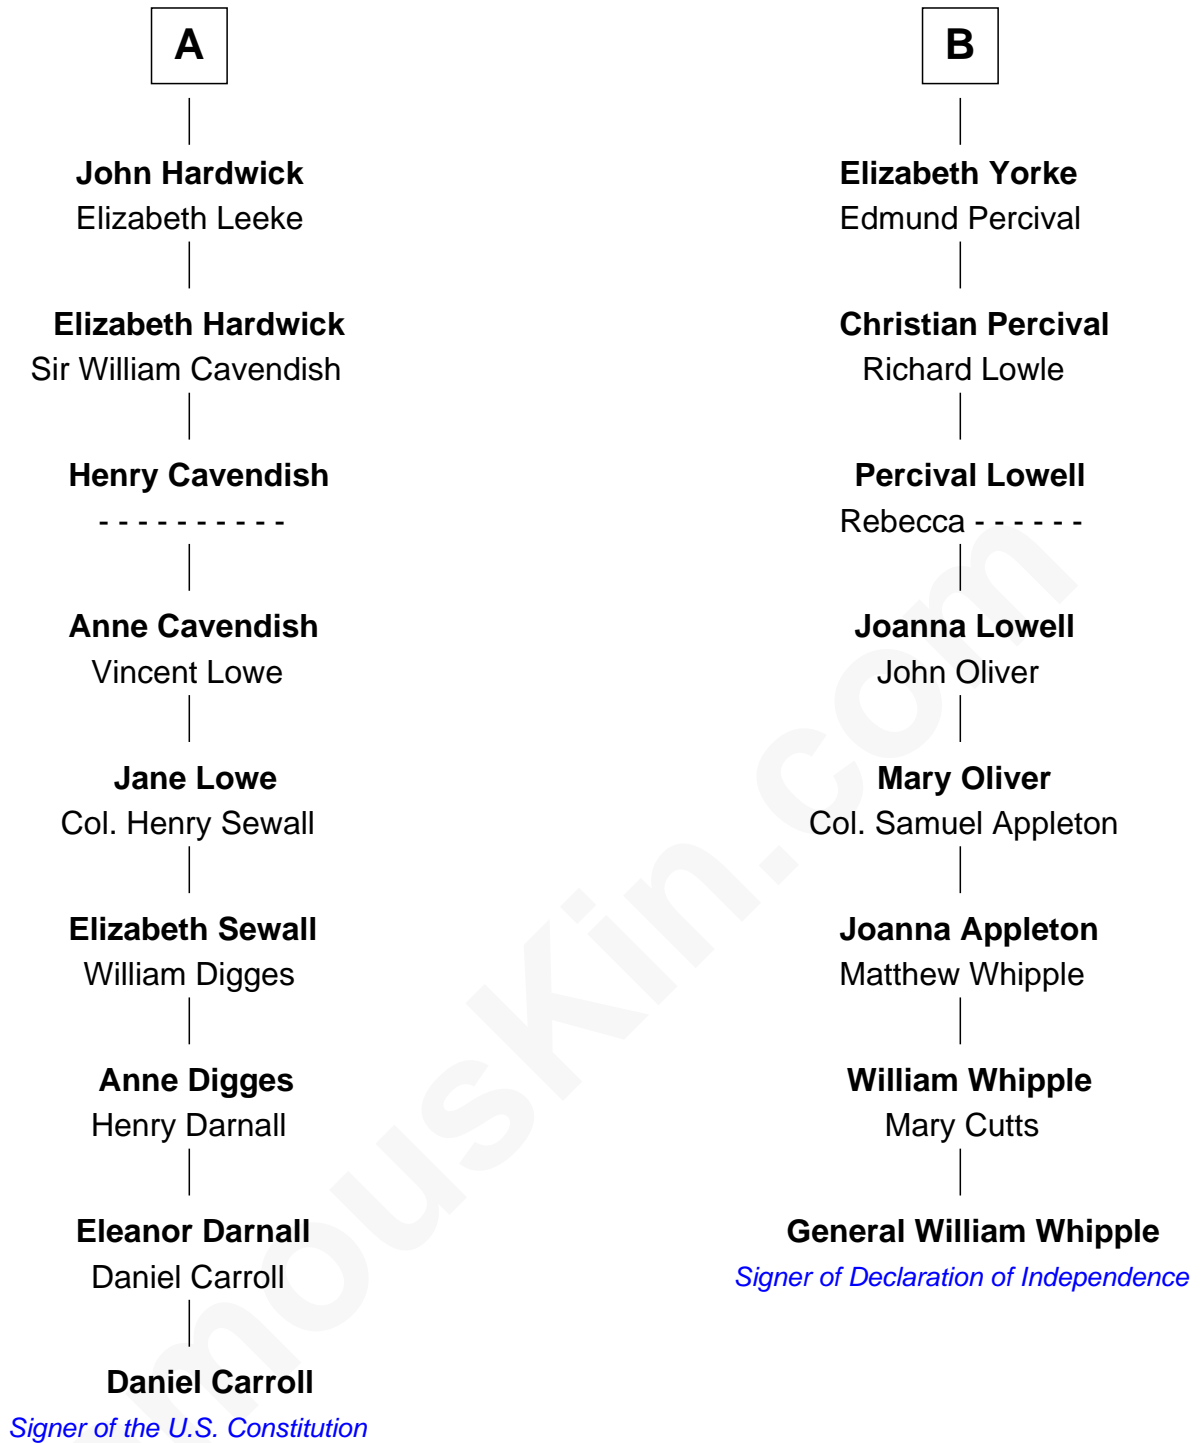 A
John Hardwick
Elizabeth Leeke
Elizabeth Hardwick
Sir William Cavendish
Henry Cavendish
- - - - - - - - - -
Anne Cavendish
Vincent Lowe
Jane Lowe
Col. Henry Sewall
Elizabeth Sewall
William Digges
Anne Digges
Henry Darnall
Eleanor Darnall
Daniel Carroll
Daniel Carroll
Signer of the U.S. Constitution
B
Elizabeth Yorke
Edmund Percival
Christian Percival
Richard Lowle
Percival Lowell
Rebecca - - - - - -
Joanna Lowell
John Oliver
Mary Oliver
Col. Samuel Appleton
Joanna Appleton
Matthew Whipple
William Whipple
Mary Cutts
General William Whipple
Signer of Declaration of Independence
mousKin.com